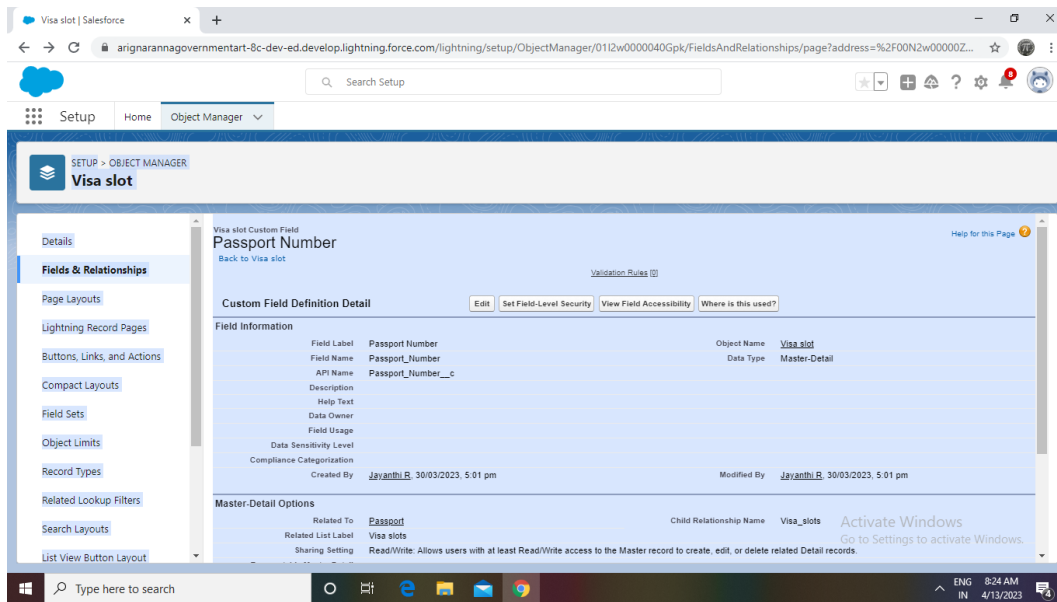 Visa slot | Salesforce
arignarannagovernmentart-8c-dev-ed.develop.lightning.force.com/lightning/setup/ObjectManager/01I2w0000040Gpk/FieldsAndRelationships/page?address=%2F00N2w00000Z...
Search Setup
8
Setup Home Object Manager
SETUP > OBJECT MANAGER
Visa slot
Details
Fields & Relationships
Page Layouts
Lightning Record Pages
Buttons, Links, and Actions
Compact Layouts
Field Sets
Object Limits
Record Types
Related Lookup Filters
Search Layouts
List View Button Layout
Visa slot Custom Field
Passport Number
Back to Visa slot
Help for this Page
Validation Rules [0]
Custom Field Definition Detail Edit Set Field-Level Security View Field Accessibility Where is this used?
Field Information
Field Label Passport Number Object Name Visa slot
Field Name Passport_Number Data Type Master-Detail
API Name Passport_Number__c
Description
Help Text
Data Owner
Field Usage
Data Sensitivity Level
Compliance Categorization
Created By Jayanthi R, 30/03/2023, 5:01 pm Modified By Jayanthi R, 30/03/2023, 5:01 pm
Master-Detail Options
Related To Passport Child Relationship Name Visa_slots
Related List Label Visa slots
Sharing Setting Read/Write: Allows users with at least Read/Write access to the Master record to create, edit, or delete related Detail records.
Activate Windows
Go to Settings to activate Windows.
Type here to search
ENG 8:24 AM
IN 4/13/2023
4